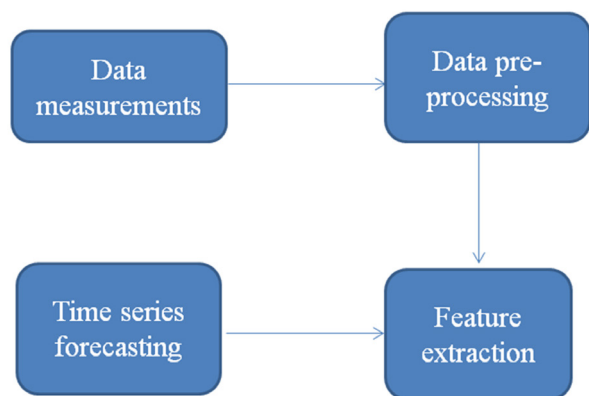 Data
measurements
Data pre-
processing
Time series
forecasting
Feature
extraction